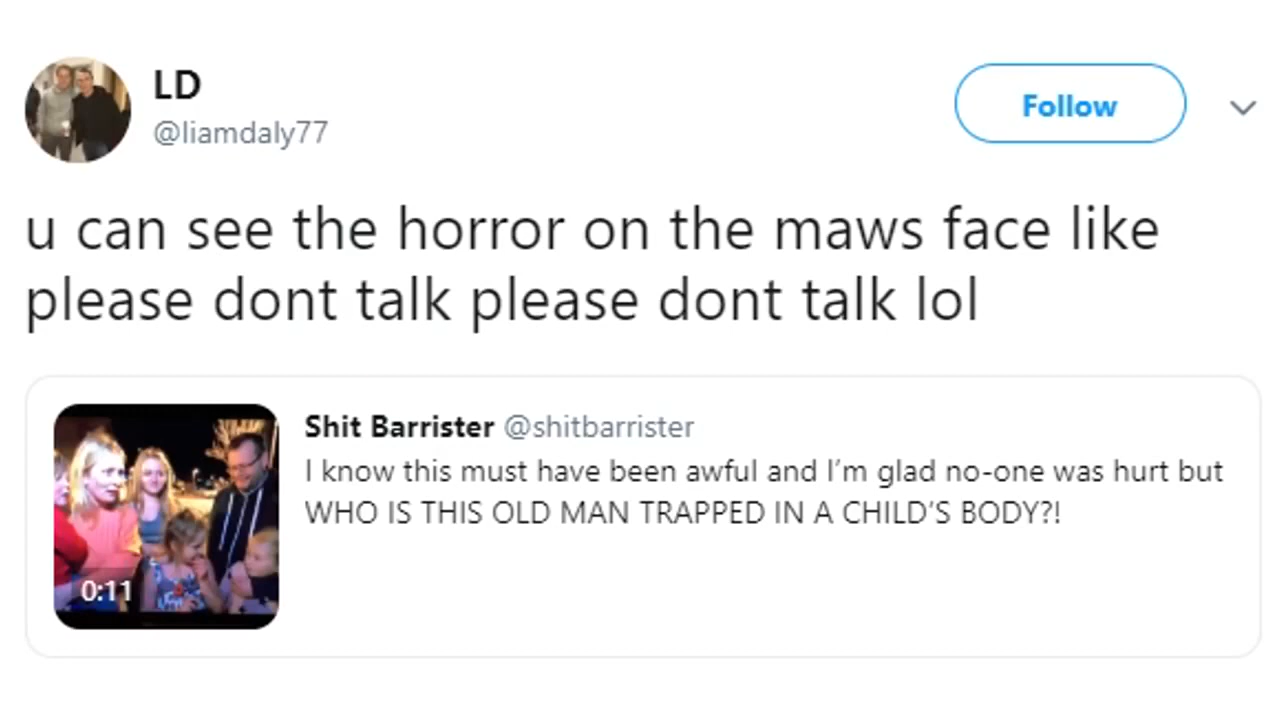 LD
@liamdaly77
Follow
u can see the horror on the maws face like
please dont talk please dont talk lol
Shit Barrister @shitbarrister
I know this must have been awful and I’m glad no-one was hurt but
WHO IS THIS OLD MAN TRAPPED IN A CHILD’S BODY?!
0:11